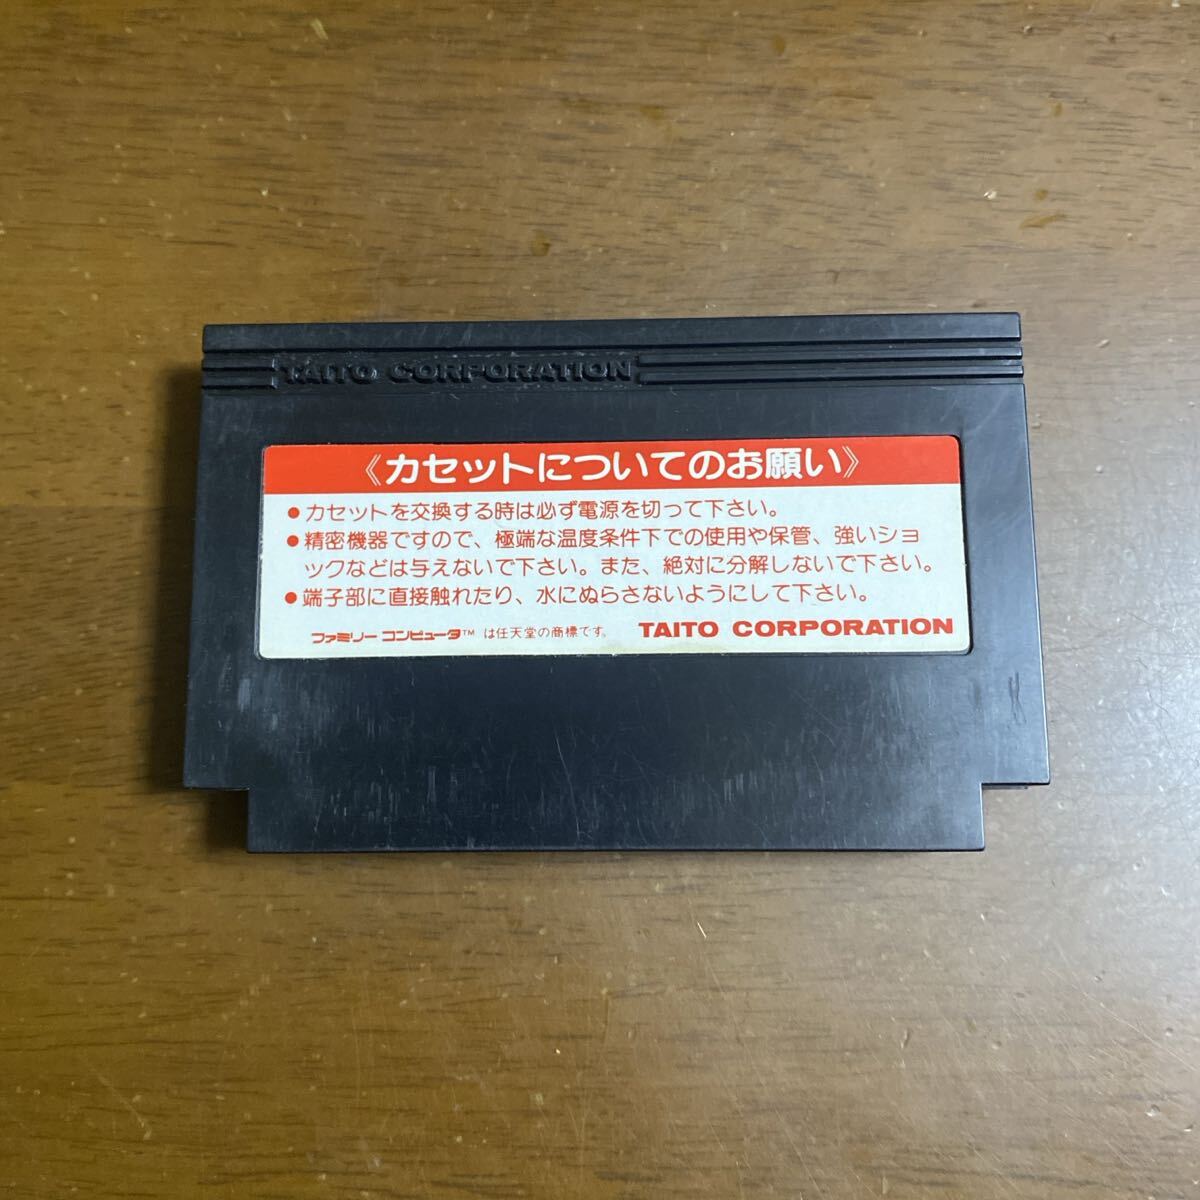 TAITO CORPORATION
《カセットについてのお願い》
●カセットを交換する時は必ず電源を切って下さい。
●精密機器ですので、極端な温度条件下での使用や保管、強いショ
ックなどは与えないで下さい。また、絶対に分解しないで下さい。
●端子部に直接触れたり、水にぬらさないようにして下さい。
ファミリーコンピュータ™ は任天堂の商標です。 TAITO CORPORATION